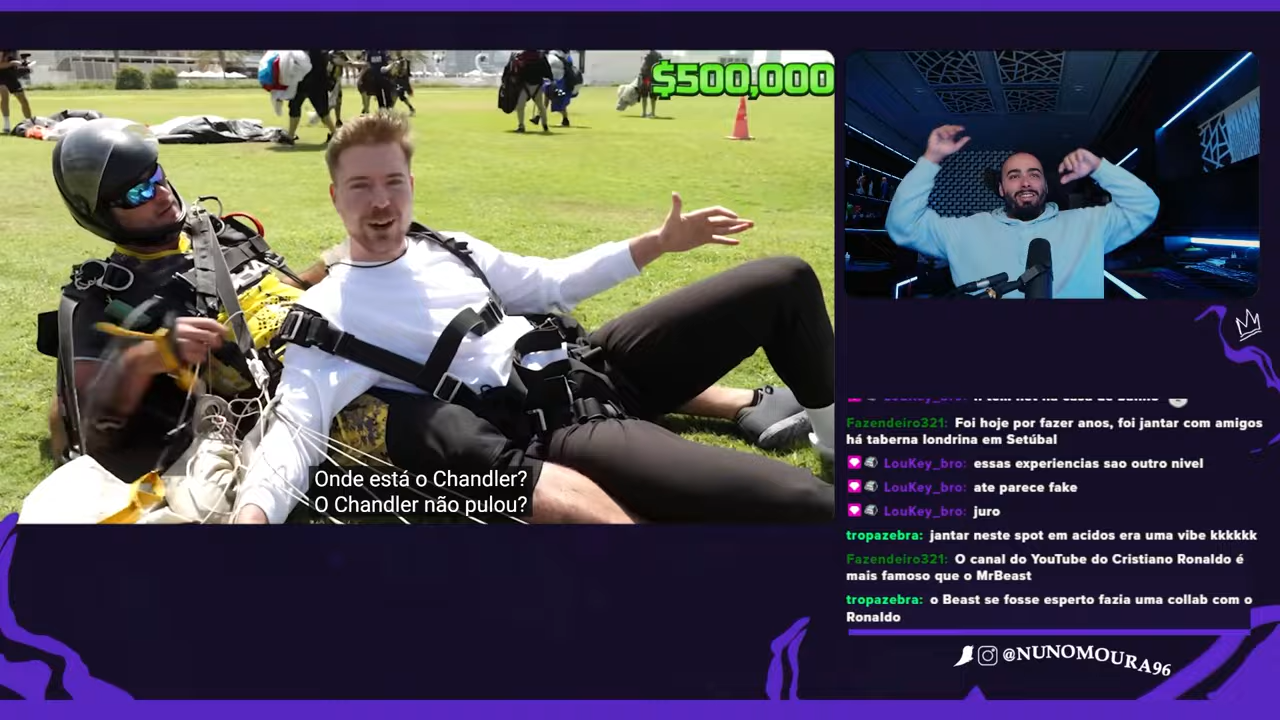 $500,000
Onde está o Chandler?
O Chandler não pulou?
Fazendeiro321: Foi hoje por fazer anos, foi jantar com amigos
há taberna londrina em Setúbal
LouKey_bro: essas experiencias sao outro nivel
LouKey_bro: ate parece fake
LouKey_bro: juro
tropazebra: jantar neste spot em acidos era uma vibe kkkkkk
Fazendeiro321: O canal do YouTube do Cristiano Ronaldo é
mais famoso que o MrBeast
tropazebra: o Beast se fosse esperto fazia uma collab com o
Ronaldo
@NUNOMOURA96